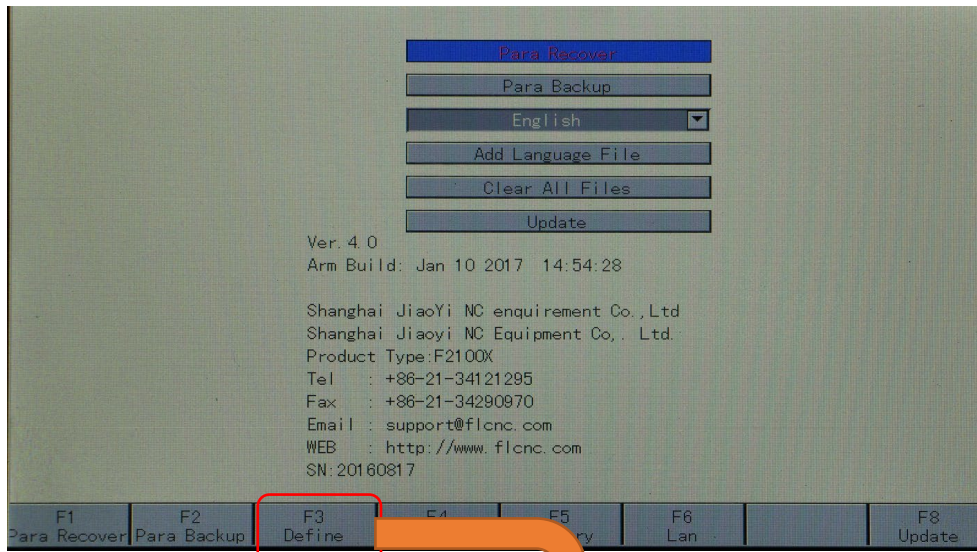 Para Recover
Para Backup
English
Add Language File
Clear All Files
Update
Ver. 4.0
Arm Build: Jan 10 2017 14:54:28
Shanghai JiaoYi NC enquirement Co.,Ltd
Shanghai Jiaoyi NC Equipment Co,. Ltd.
Product Type:F2100X
Tel : +86-21-34121295
Fax : +86-21-34290970
Email : support@flcnc.com
WEB : http://www.flcnc.com
SN:20160817
F1 F2 F3 F4 F5 F6 F8
Para Recover Para Backup Define Lan Update